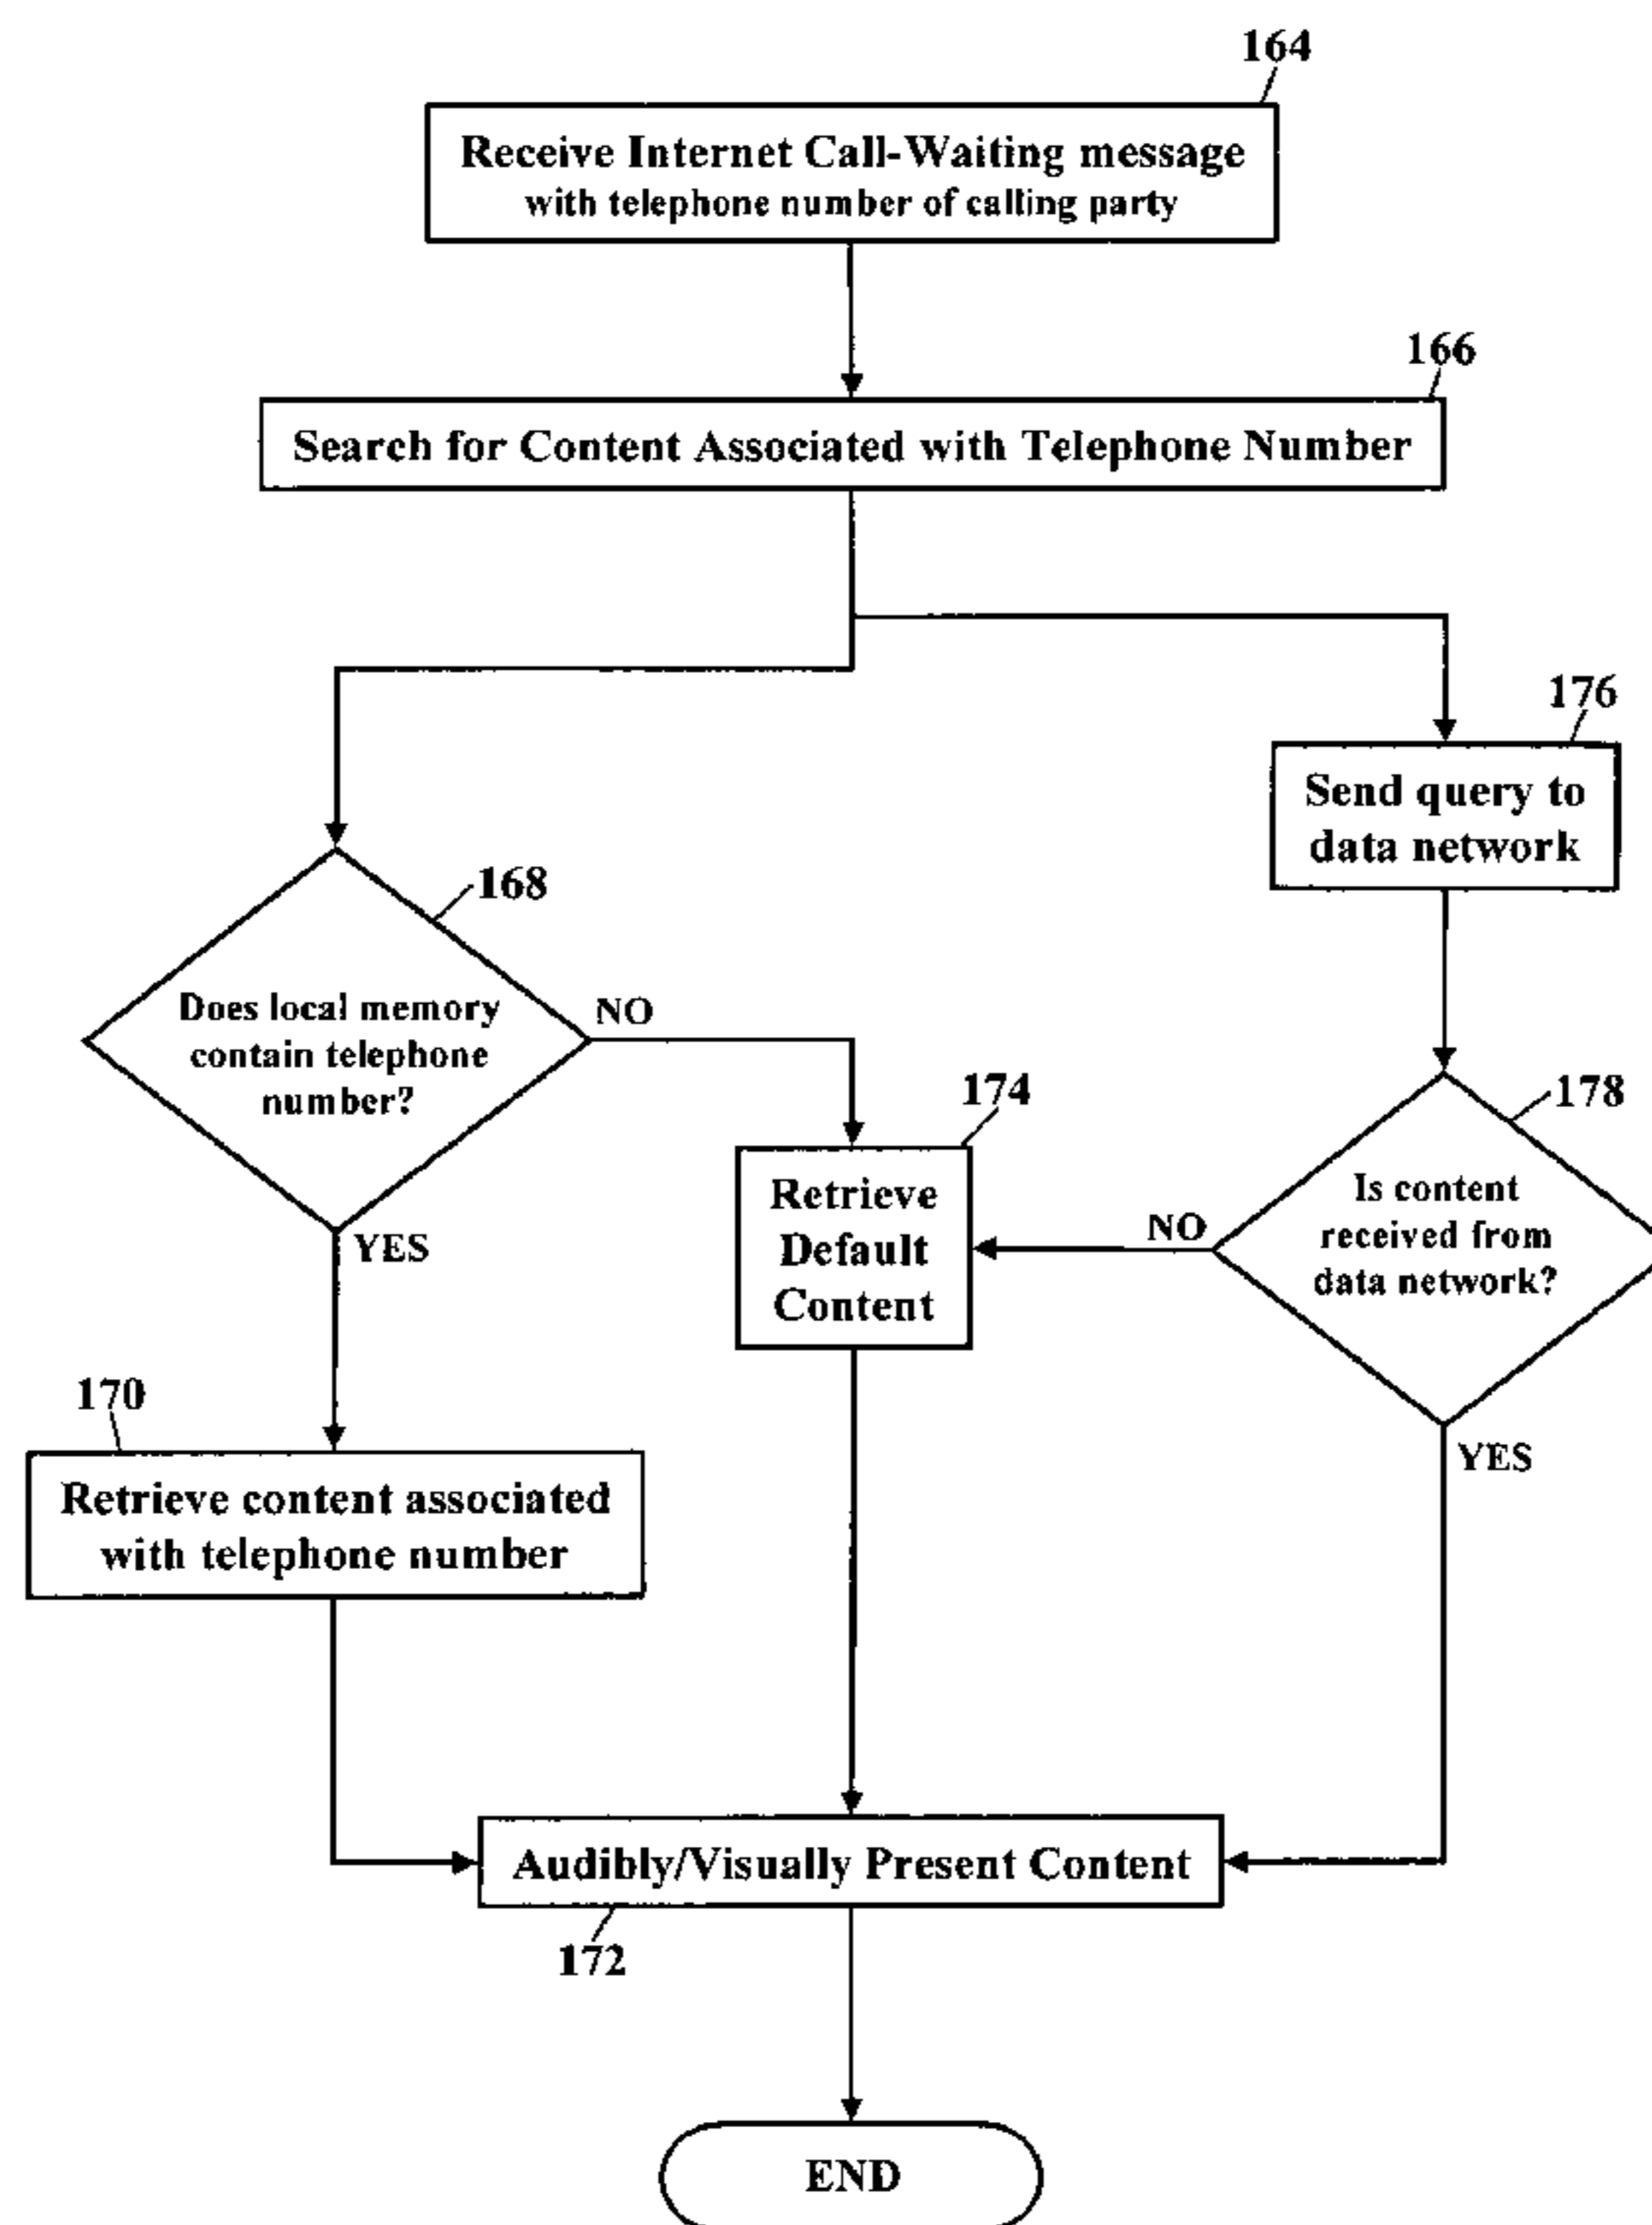 164
Receive Internet Call-Waiting message
with telephone number of calling party
166
Search for Content Associated with Telephone Number
176
Send query to
data network
168
Does local memory
contain telephone
number?
NO
YES
174
Retrieve
Default
Content
178
Is content
received from
data network?
NO
YES
170
Retrieve content associated
with telephone number
Audibly/Visually Present Content
172
END